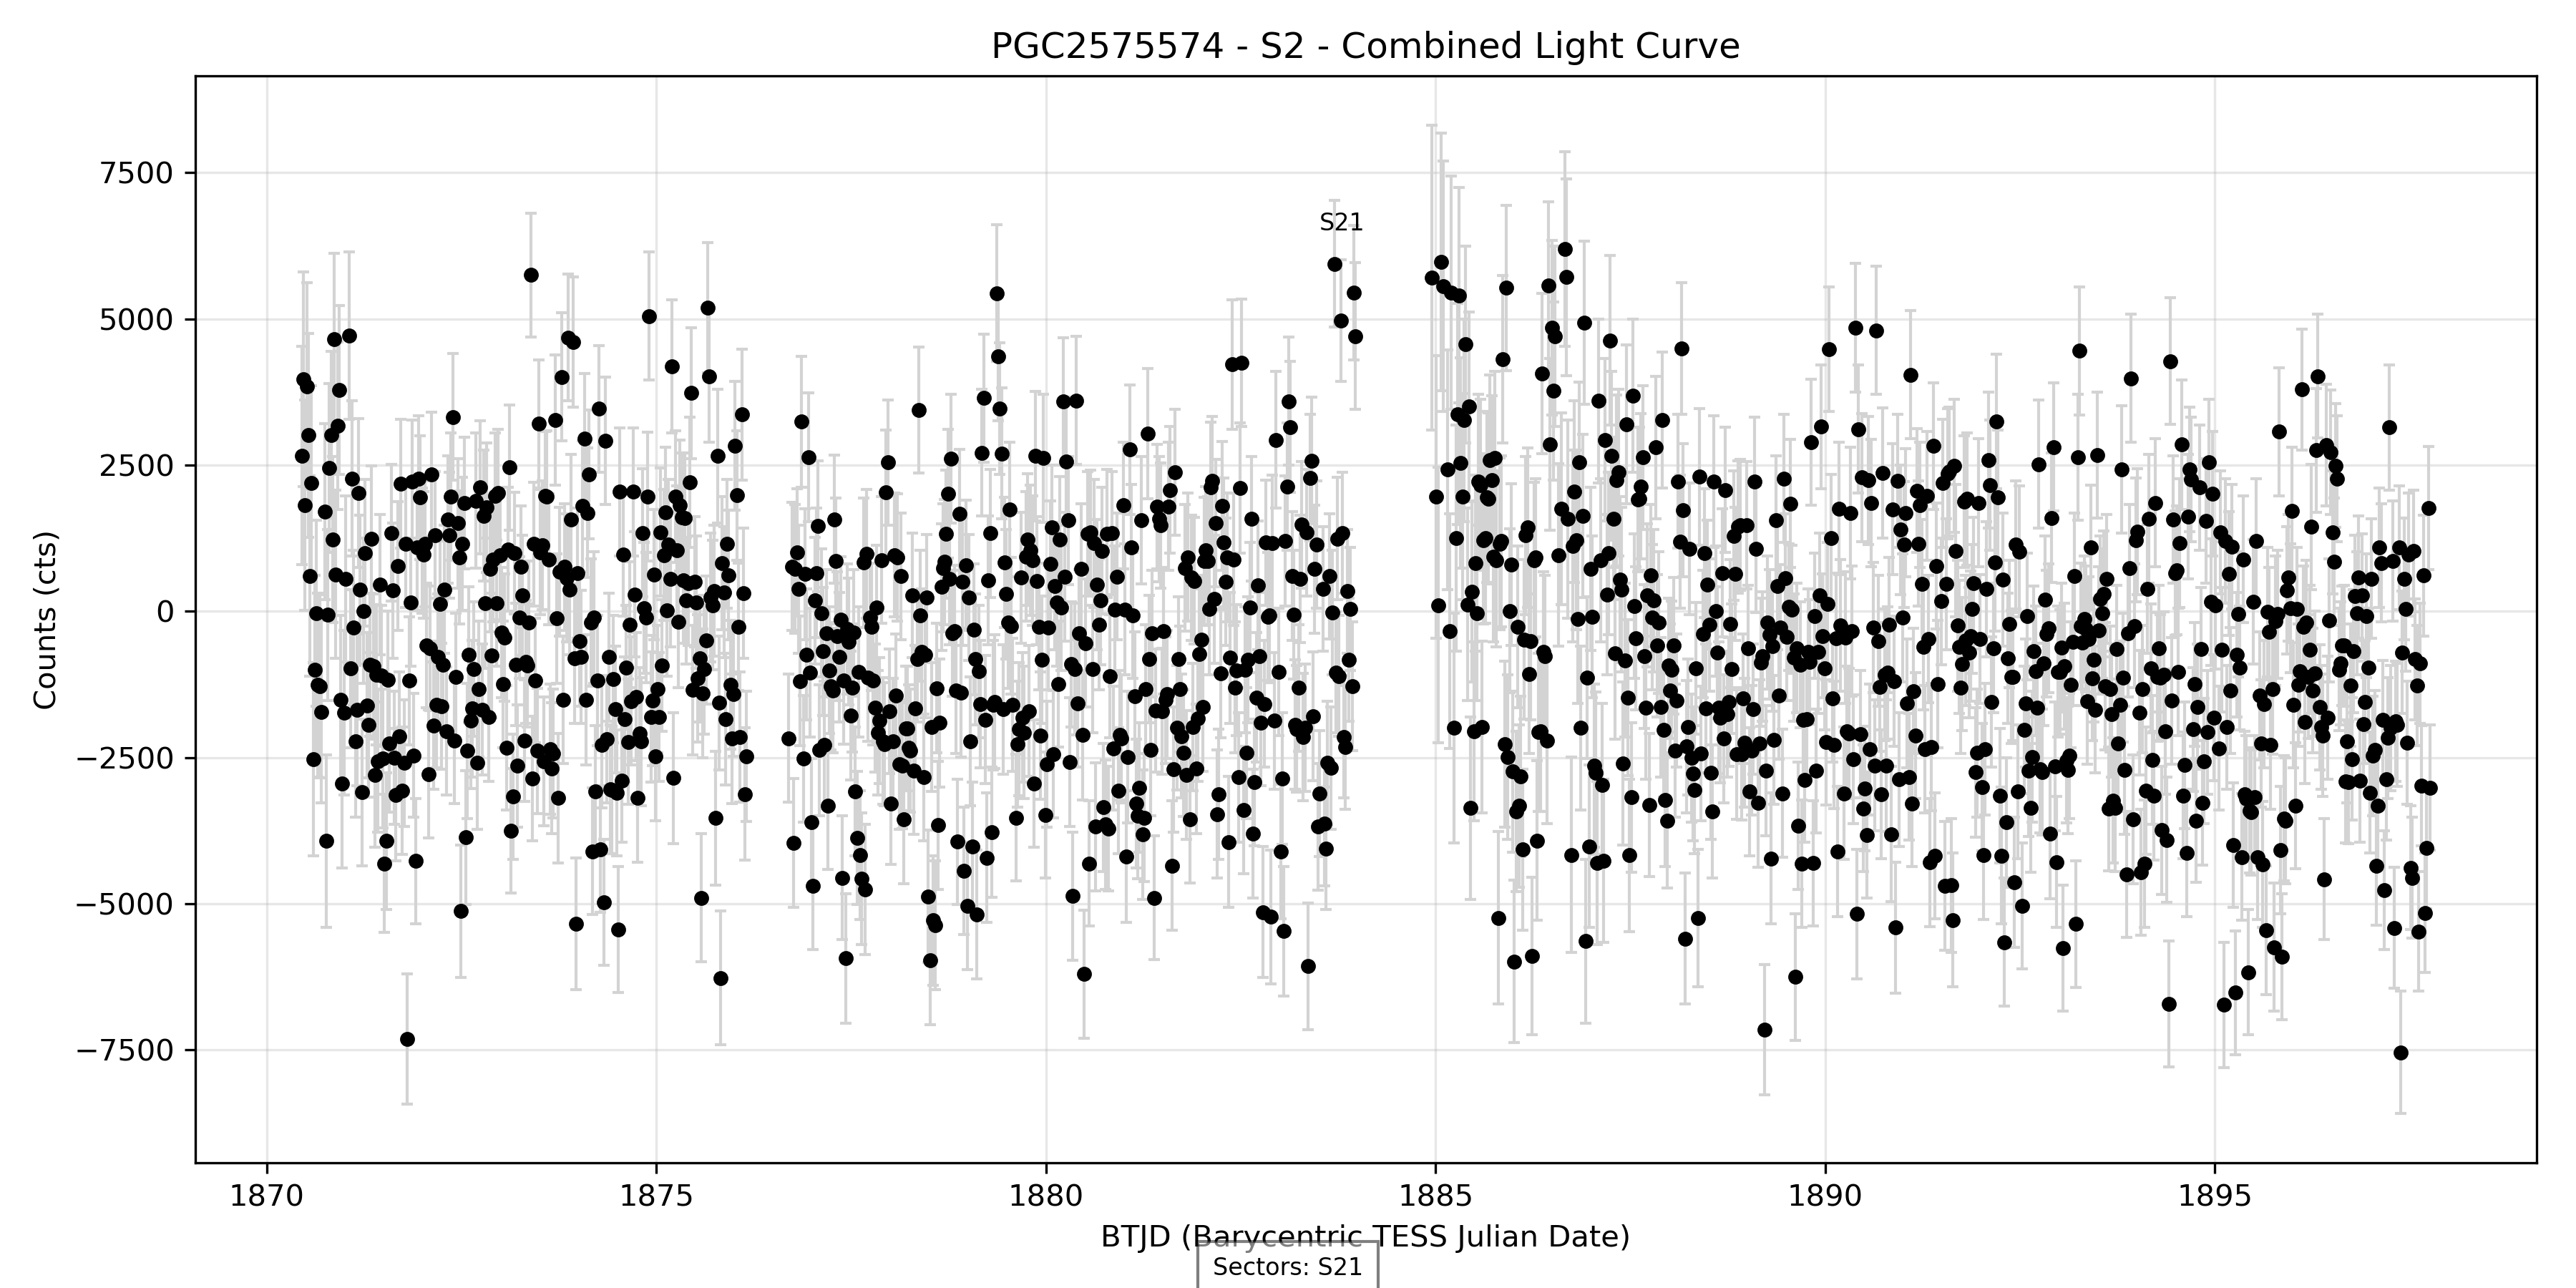 PGC2575574 - S2 - Combined Light Curve
Counts (cts)
7500
5000
2500
0
−2500
−5000
−7500
S21
1870
1875
1880
1885
1890
1895
BTJD (Barycentric TESS Julian Date)
Sectors: S21